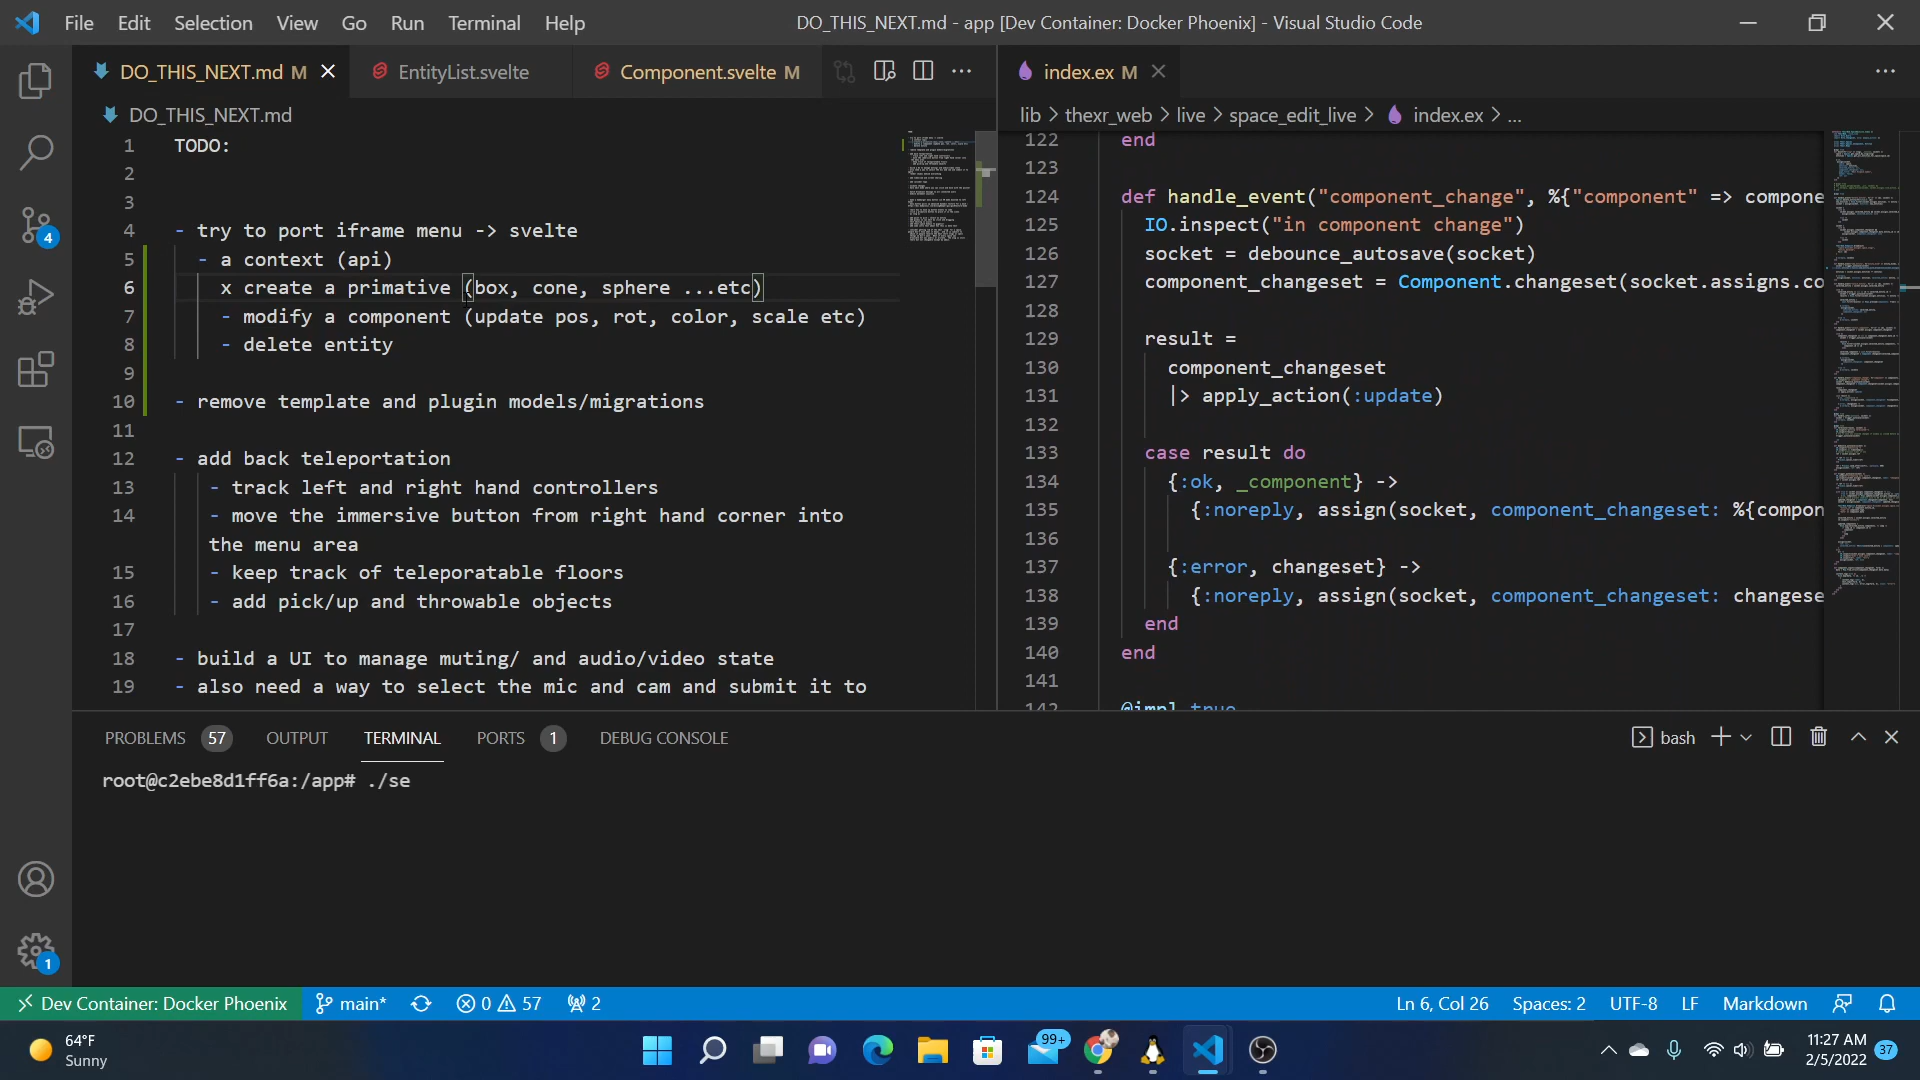 File Edit Selection View Go Run Terminal Help
DO_THIS_NEXT.md - app [Dev Container: Docker Phoenix] - Visual Studio Code
DO_THIS_NEXT.md M
EntityList.svelte
Component.svelte M
index.ex M
DO_THIS_NEXT.md
1 TODO:
2
3
4 - try to port iframe menu -> svelte
5 - a context (api)
6 x create a primative (box, cone, sphere ...etc)
7 - modify a component (update pos, rot, color, scale etc)
8 - delete entity
9
10 - remove template and plugin models/migrations
11
12 - add back teleportation
13 - track left and right hand controllers
14 - move the immersive button from right hand corner into
the menu area
15 - keep track of teleporatable floors
16 - add pick/up and throwable objects
17
18 - build a UI to manage muting/ and audio/video state
19 - also need a way to select the mic and cam and submit it to
lib > thexr_web > live > space_edit_live > index.ex > ...
122 end
123
124 def handle_event("component_change", %{"component" => compone
125 IO.inspect("in component change")
126 socket = debounce_autosave(socket)
127 component_changeset = Component.changeset(socket.assigns.co
128
129 result =
130 component_changeset
131 |> apply_action(:update)
132
133 case result do
134 {:ok, _component} ->
135 {:noreply, assign(socket, component_changeset: %{compon
136
137 {:error, changeset} ->
138 {:noreply, assign(socket, component_changeset: changese
139 end
140 end
141
142 @impl true
PROBLEMS 57 OUTPUT TERMINAL PORTS 1 DEBUG CONSOLE
bash
root@c2ebe8d1ff6a:/app# ./se
4
1
Dev Container: Docker Phoenix main* 0 57 2
Ln 6, Col 26 Spaces: 2 UTF-8 LF Markdown
64°F
Sunny
99+
11:27 AM
2/5/2022
37